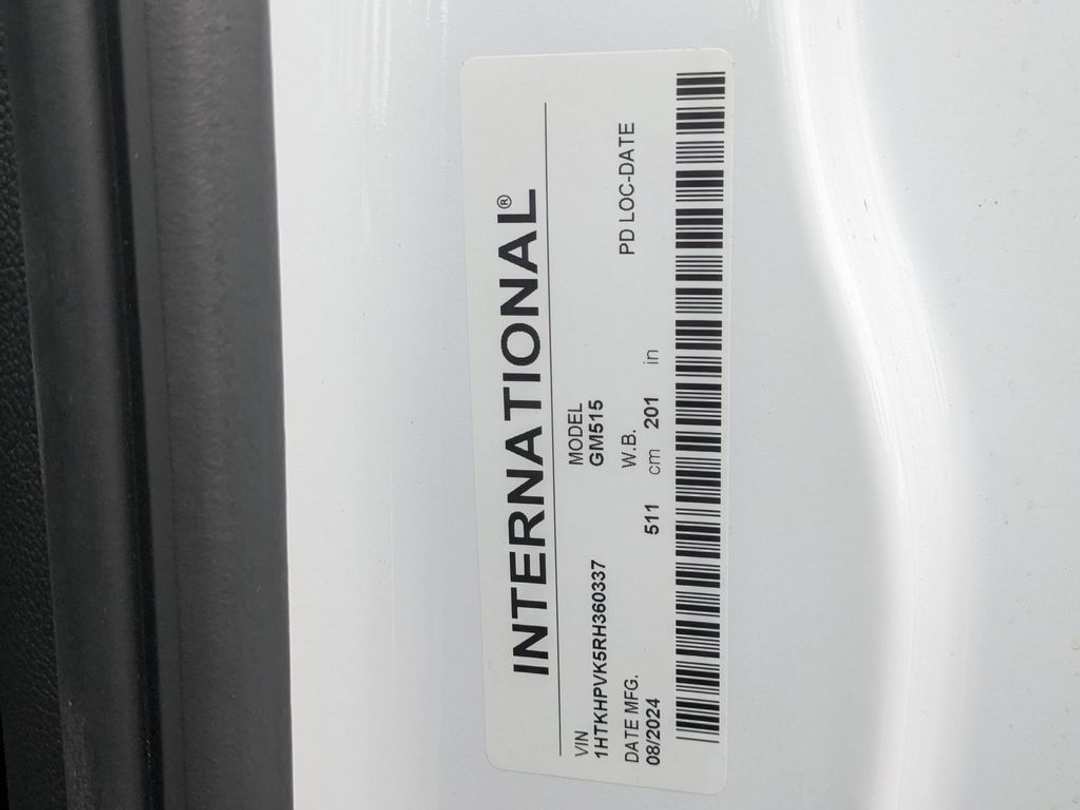 INTERNATIONAL®
VIN
1HTKHPVK5RH360337
MODEL
GM515
DATE MFG.
08/2024
W.B.
511 cm 201 in
PD LOC-DATE